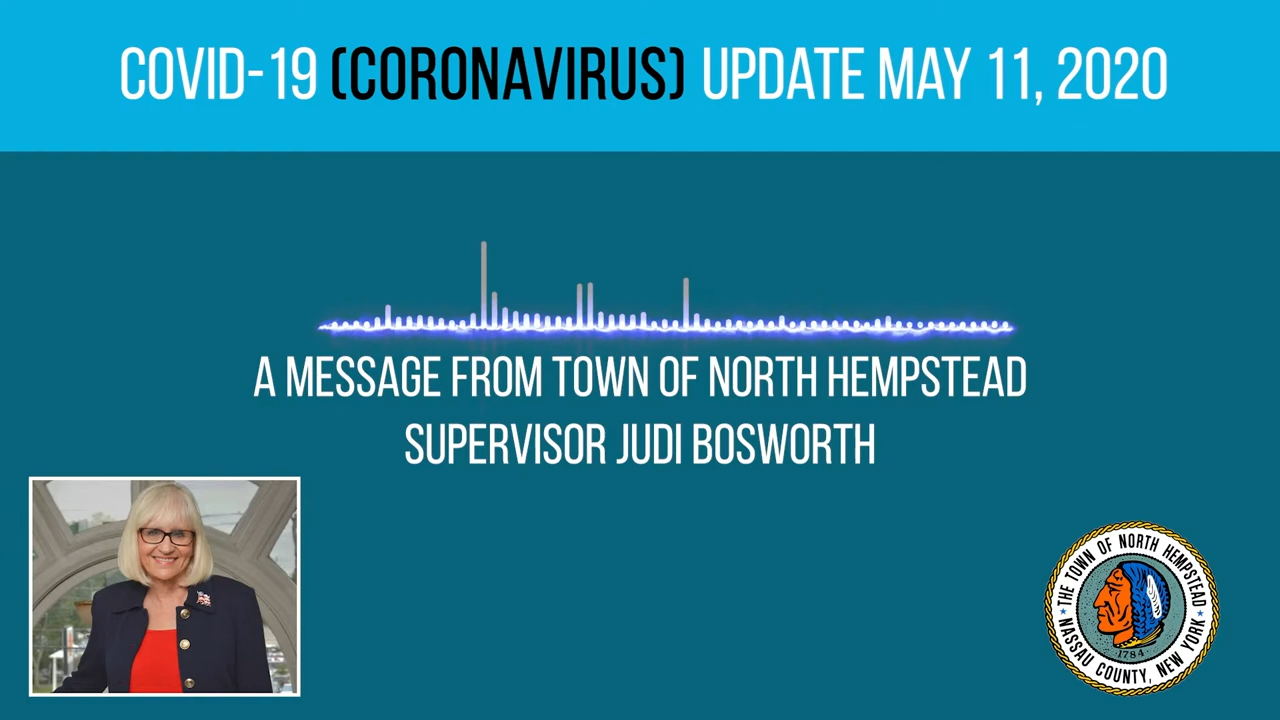 COVID-19 (CORONAVIRUS) UPDATE MAY 11, 2020
A MESSAGE FROM TOWN OF NORTH HEMPSTEAD
SUPERVISOR JUDI BOSWORTH
THE TOWN OF NORTH HEMPSTEAD
1784
NASSAU COUNTY, NEW YORK